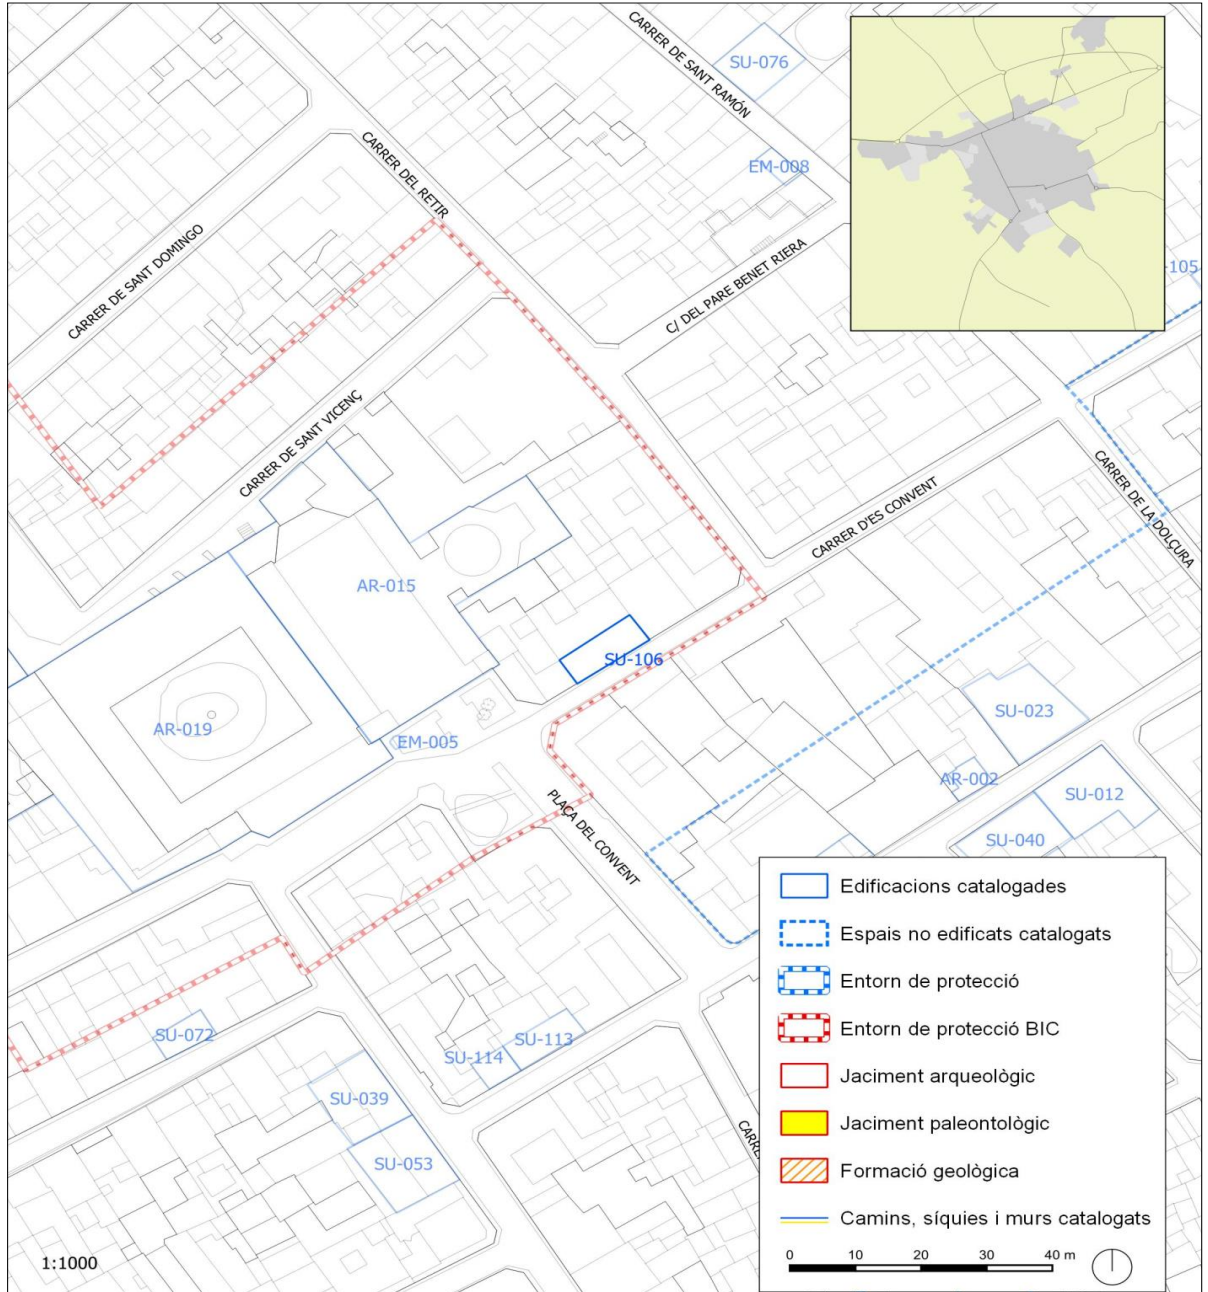 CARRER DE SANT RAMÓN
SU-076
EM-008
CARRER DEL RETIR
CARRER DE SANT DOMINGO
C/ DEL PARE BENET RIERA
-105
CARRER DE SANT VICENÇ
CARRER D'ES CONVENT
CARRER DE LA DOLÇURA
AR-015
SU-106
AR-019
EM-005
SU-023
AR-002
SU-012
SU-040
PLAÇA DEL CONVENT
SU-072
SU-114
SU-113
SU-039
SU-053
CARRE
Edificacions catalogades
Espais no edificats catalogats
Entorn de protecció
Entorn de protecció BIC
Jaciment arqueològic
Jaciment paleontològic
Formació geològica
Camins, síquies i murs catalogats
0 10 20 30 40 m
1:1000